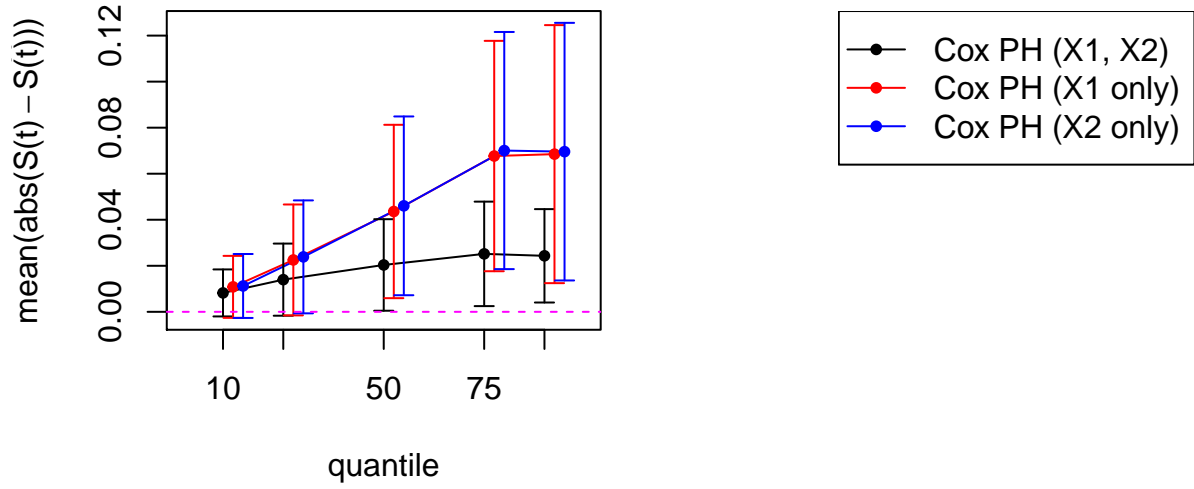 mean(abs(S(t) − S(t)))
0.00
0.04
0.08
0.12
10
50
75
quantile
Cox PH (X1, X2)
Cox PH (X1 only)
Cox PH (X2 only)